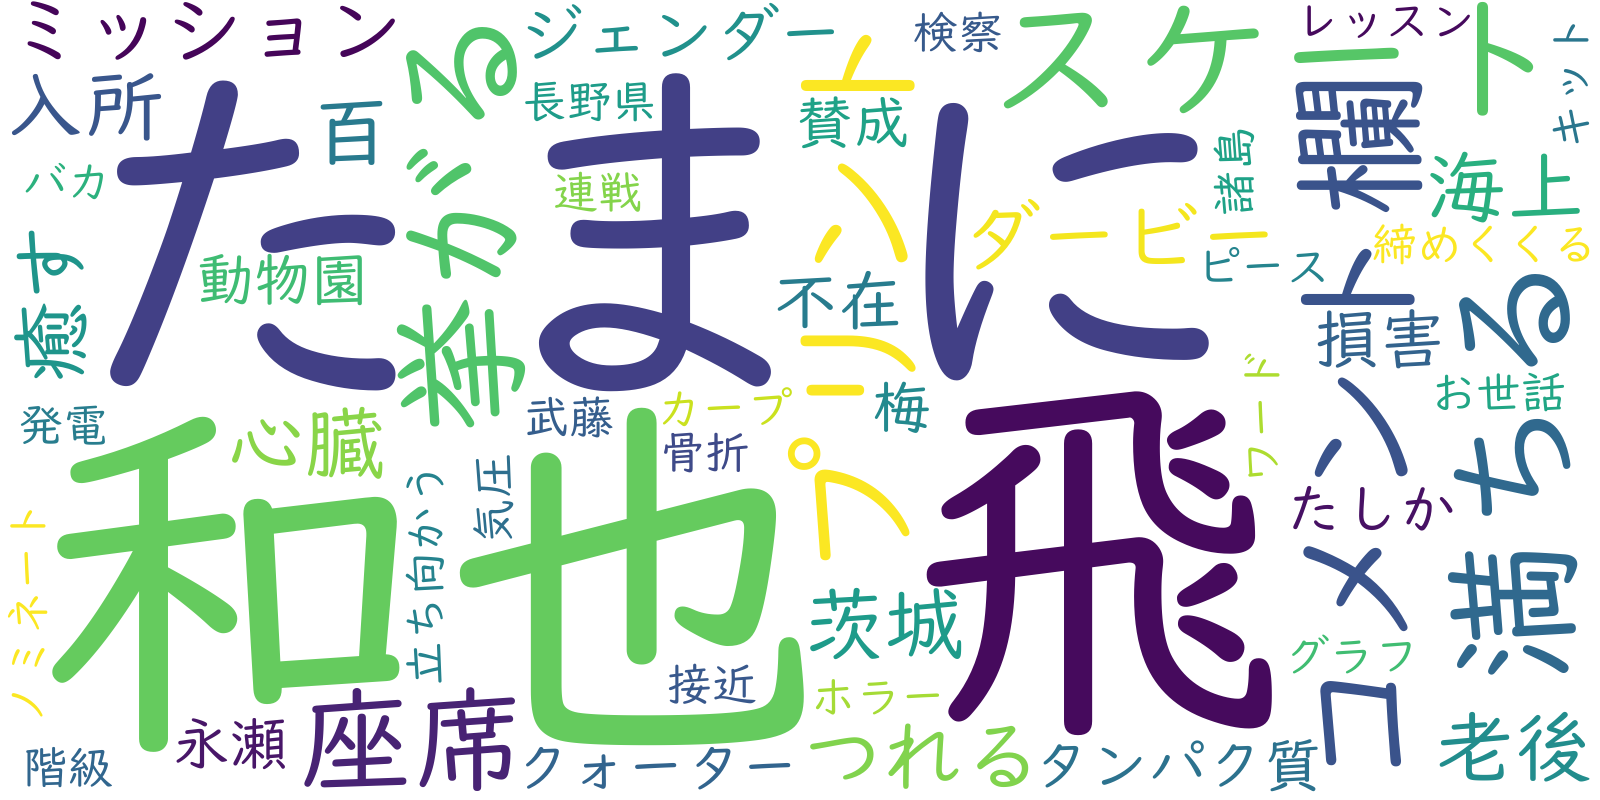 ミッション
ジェンダー
検察
スケート
レッスン
キット
入所
百
挙がる
長野県
賛成
プリント
コメント欄
海上
バカ
たまに
連戦
ダービー
諸島
締めくくる
癒す
動物園
不在
ピース
損害
満ちる
お世話
発電
心臓
武藤
カープ
骨折
梅
ワード
たしか
和也
飛
気圧
立ち向かう
ノミネート
茨城
接近
ホラー
グラフ
老後
階級
永瀬
座席
クォーター
つれる
タンパク質